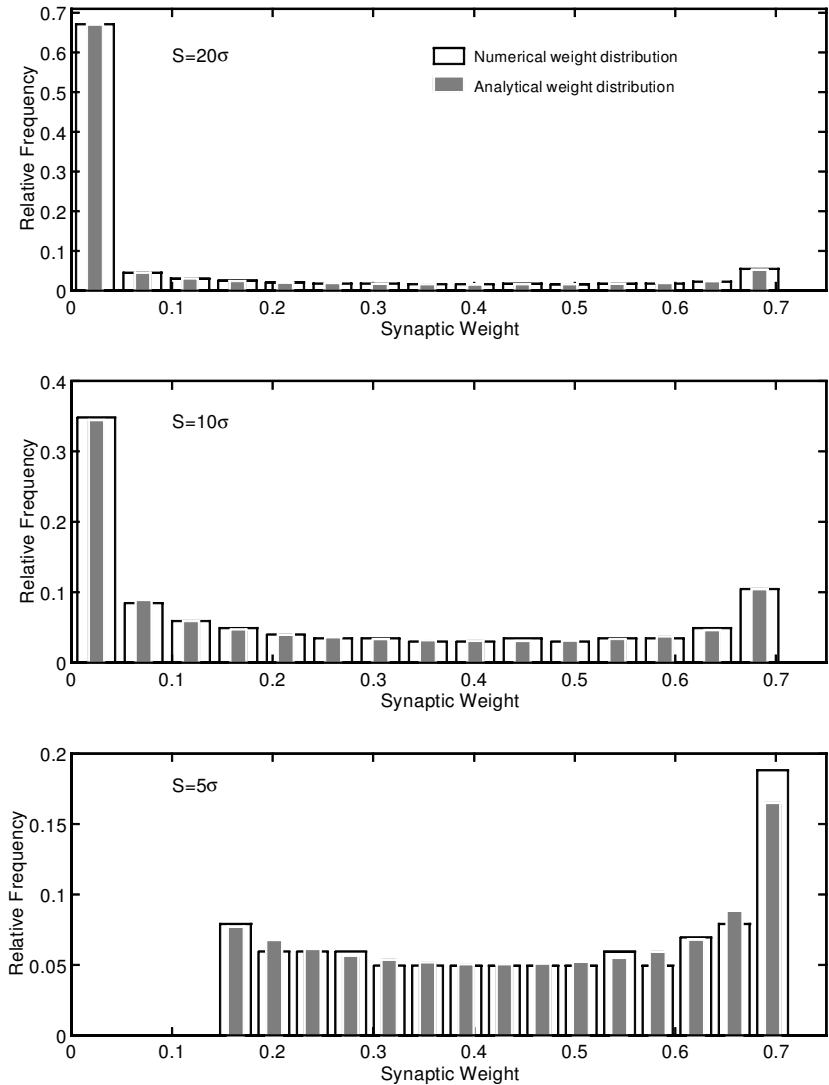 0.7
0.6
0.5
0.4
0.3
0.2
0.1
0
Relative Frequency
S=20σ
Numerical weight distribution
Analytical weight distribution
0 0.1 0.2 0.3 0.4 0.5 0.6 0.7
Synaptic Weight
0.4
0.3
0.2
0.1
0
Relative Frequency
S=10σ
0 0.1 0.2 0.3 0.4 0.5 0.6 0.7
Synaptic Weight
0.2
0.15
0.1
0.05
0
Relative Frequency
S=5σ
0 0.1 0.2 0.3 0.4 0.5 0.6 0.7
Synaptic Weight